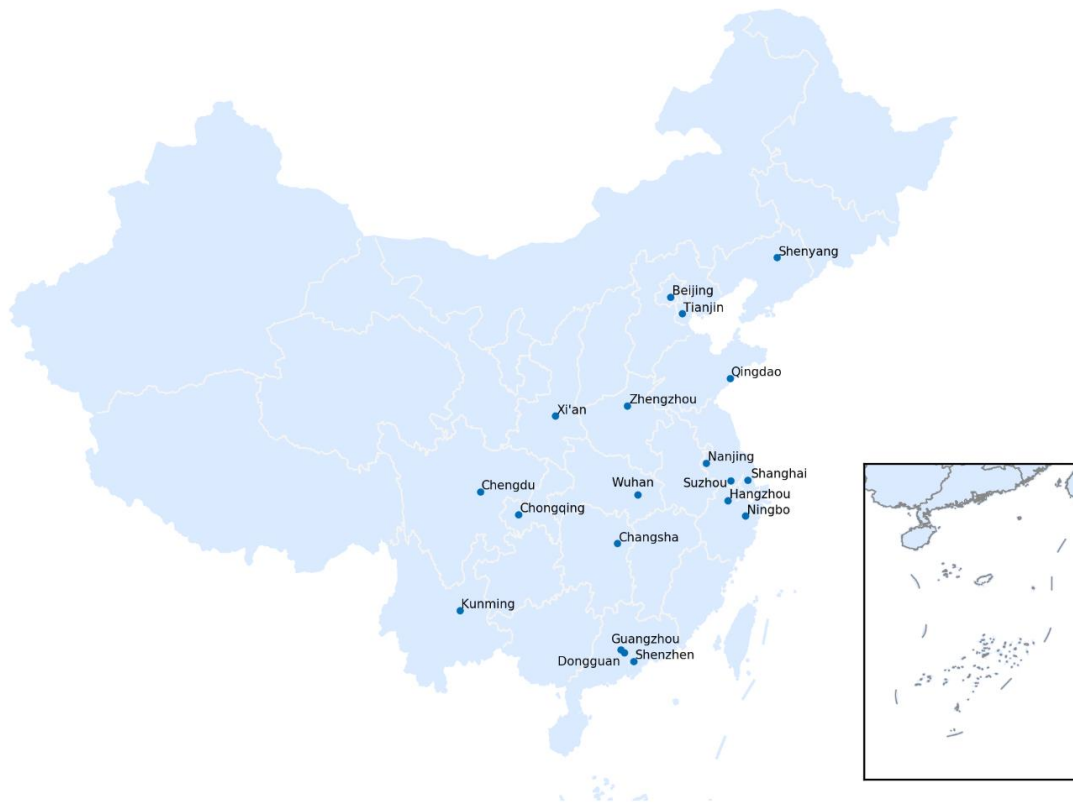 Shenyang
Beijing
Tianjin
Qingdao
Zhengzhou
Xi'an
Nanjing
Shanghai
Suzhou
Wuhan
Chengdu
Hangzhou
Chongqing
Ningbo
Changsha
Kunming
Guangzhou
Dongguan
Shenzhen